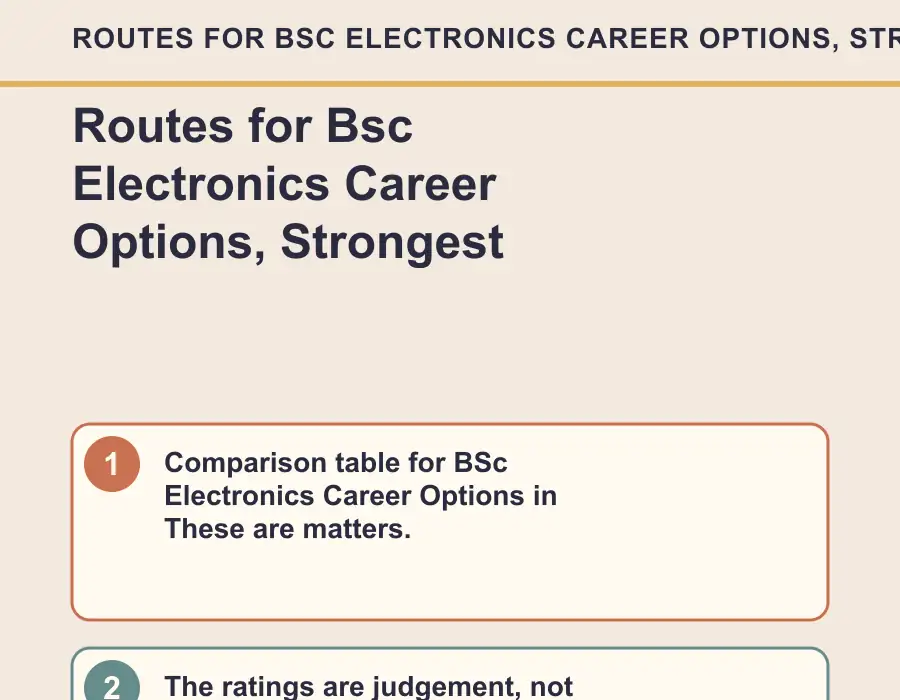 ROUTES FOR BSC ELECTRONICS CAREER OPTIONS, STR
Routes for Bsc
Electronics Career
Options, Strongest
1
Comparison table for BSc
Electronics Career Options in
These are matters.
2
The ratings are judgement, not